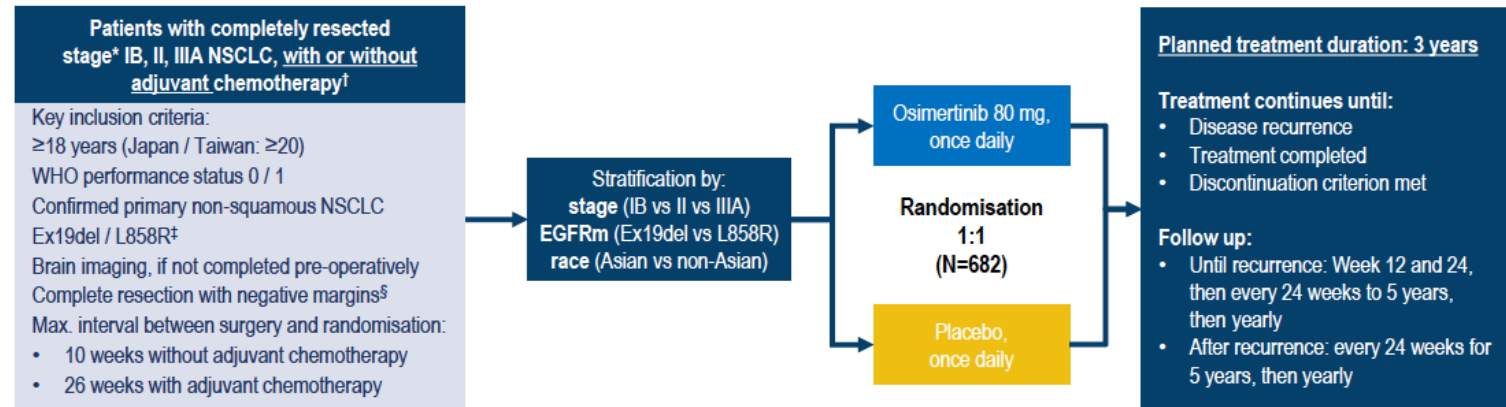 Patients with completely resected
stage* IB, II, IIIA NSCLC, with or without
adjuvant chemotherapy†
Key inclusion criteria:
≥18 years (Japan / Taiwan: ≥20)
WHO performance status 0 / 1
Confirmed primary non-squamous NSCLC
Ex19del / L858R‡
Brain imaging, if not completed pre-operatively
Complete resection with negative margins§
Max. interval between surgery and randomisation:
• 10 weeks without adjuvant chemotherapy
• 26 weeks with adjuvant chemotherapy
Stratification by:
stage (IB vs II vs IIIA)
EGFRm (Ex19del vs L858R)
race (Asian vs non-Asian)
Osimertinib 80 mg,
once daily
Randomisation
1:1
(N=682)
Placebo,
once daily
Planned treatment duration: 3 years
Treatment continues until:
• Disease recurrence
• Treatment completed
• Discontinuation criterion met
Follow up:
• Until recurrence: Week 12 and 24,
then every 24 weeks to 5 years,
then yearly
• After recurrence: every 24 weeks for
5 years, then yearly